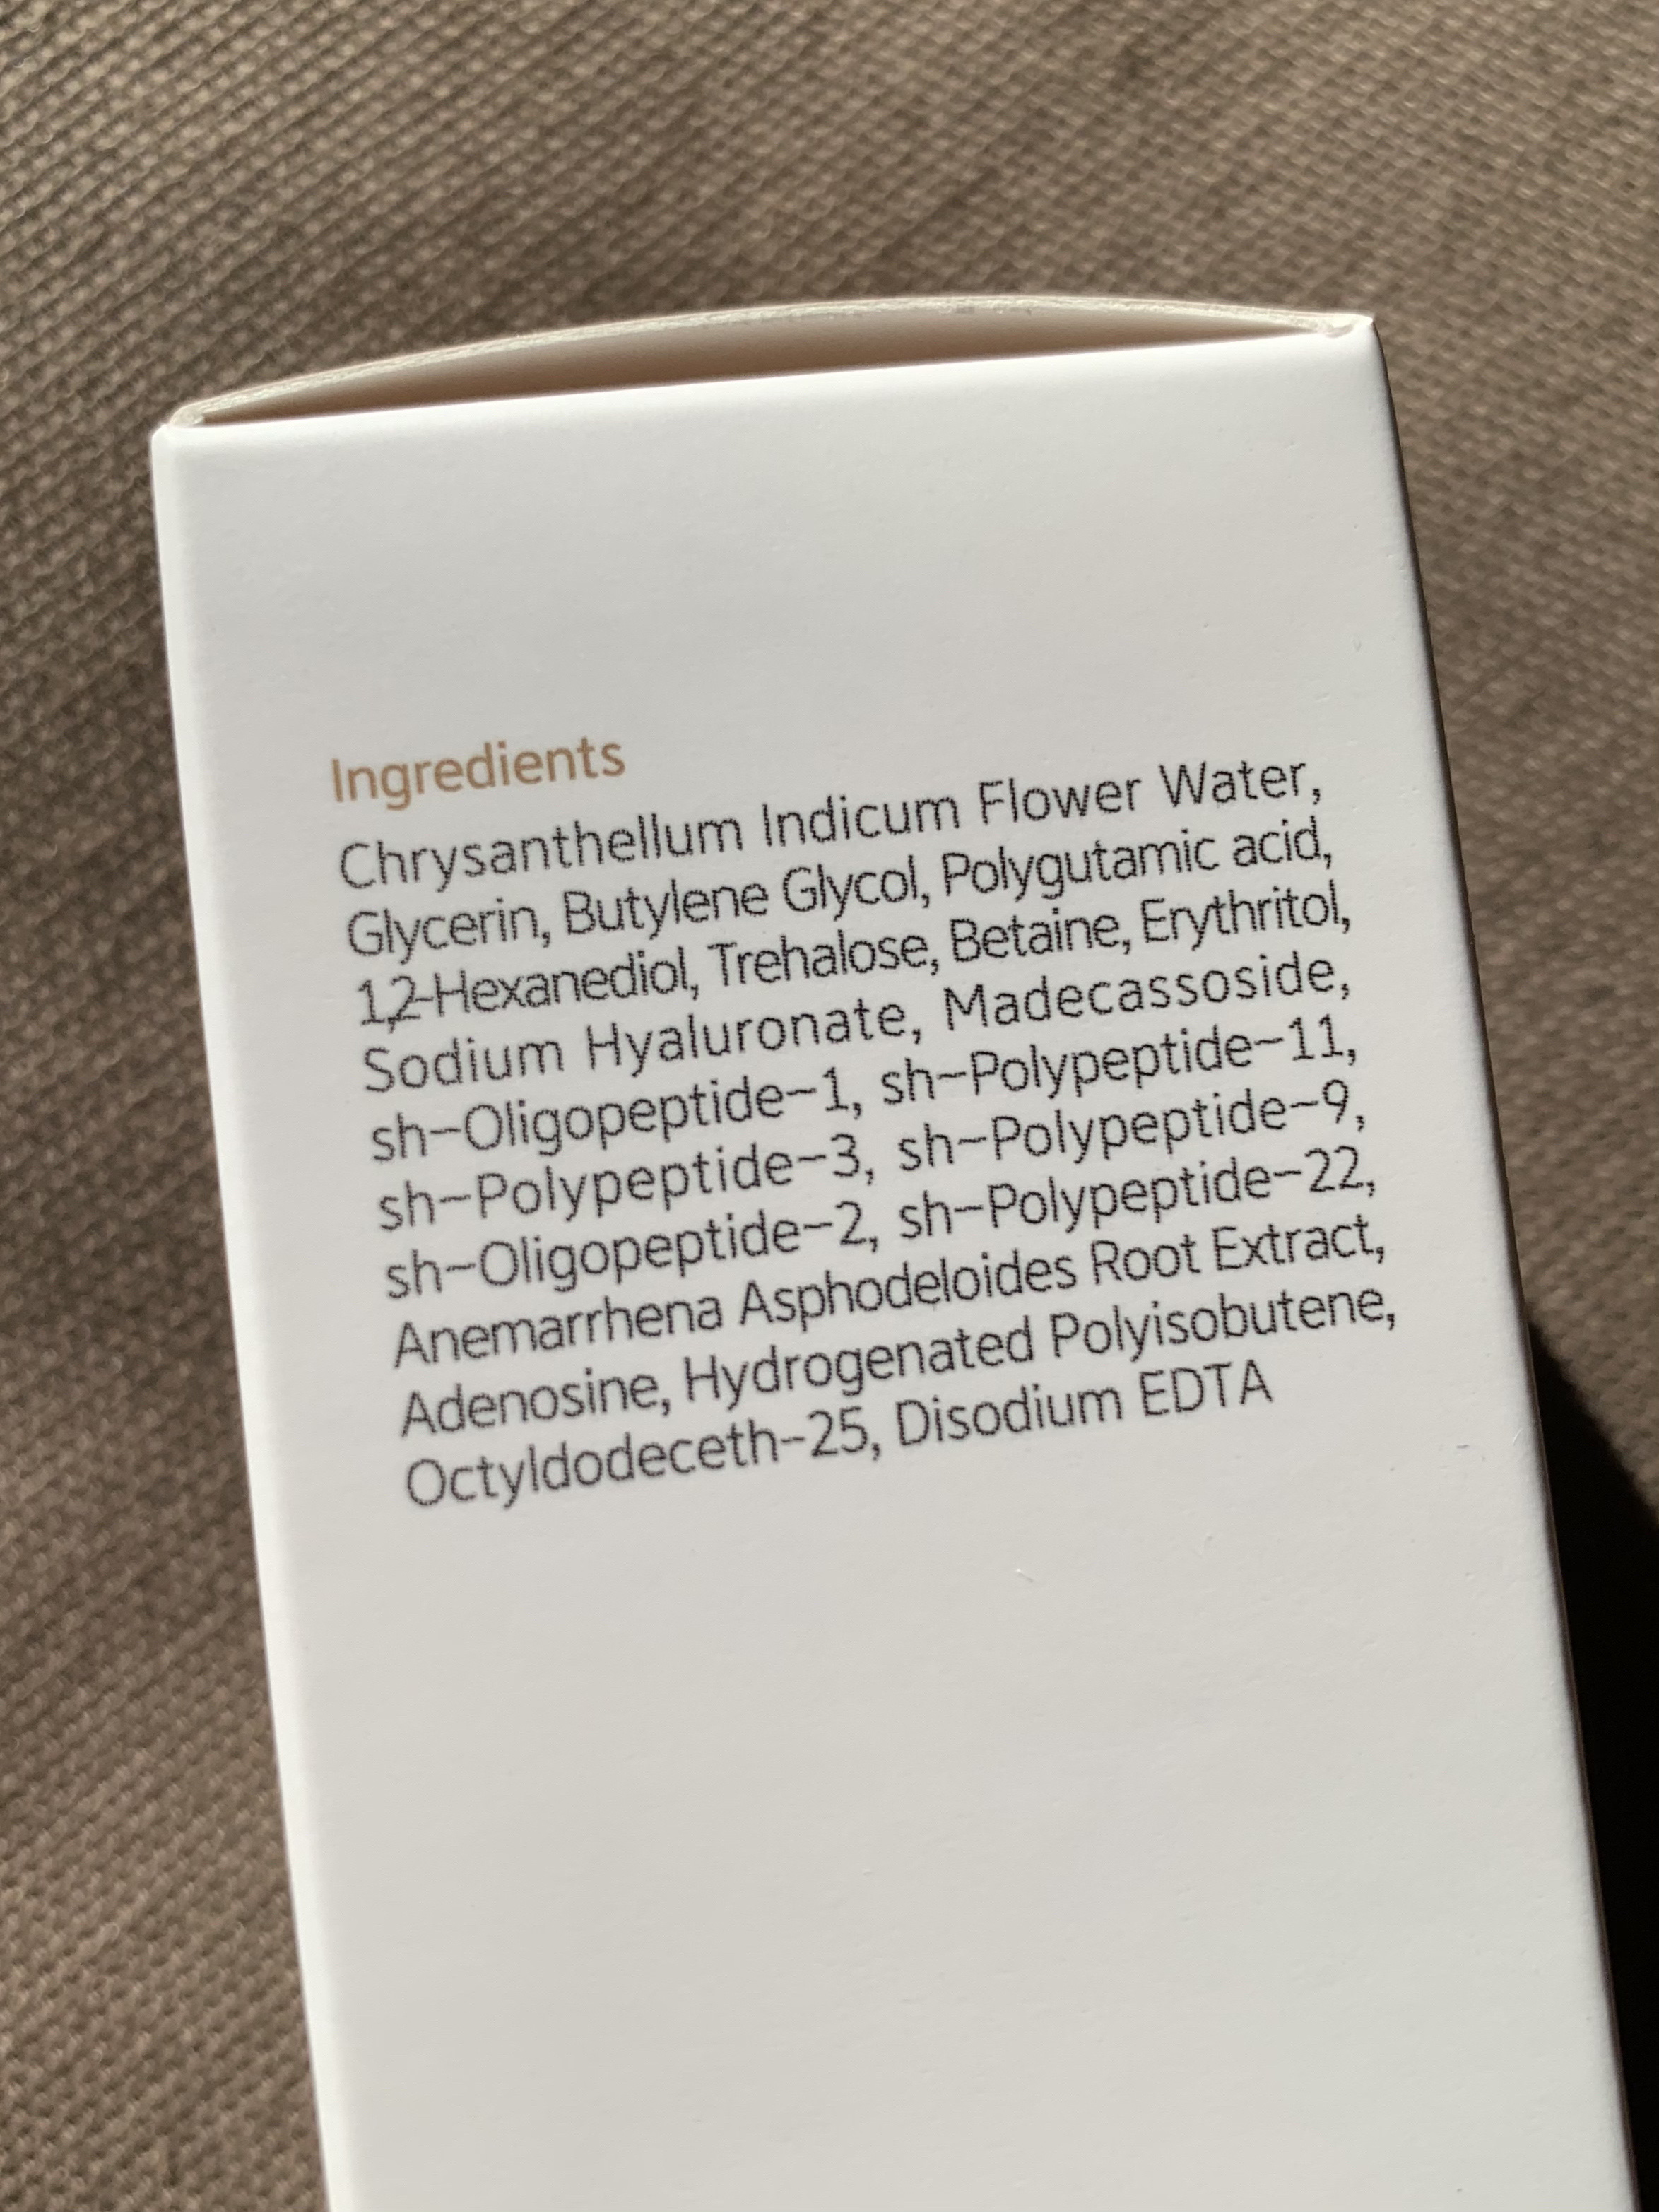 Ingredients
Chrysanthellum Indicum Flower Water,
Glycerin, Butylene Glycol, Polygutamic acid,
1,2-Hexanediol, Trehalose, Betaine, Erythritol,
Sodium Hyaluronate, Madecassoside,
sh-Oligopeptide-1, sh-Polypeptide-11,
sh-Polypeptide-3, sh-Polypeptide-9,
sh-Oligopeptide-2, sh-Polypeptide-22,
Anemarrhena Asphodeloides Root Extract,
Adenosine, Hydrogenated Polyisobutene,
Octyldodeceth-25, Disodium EDTA